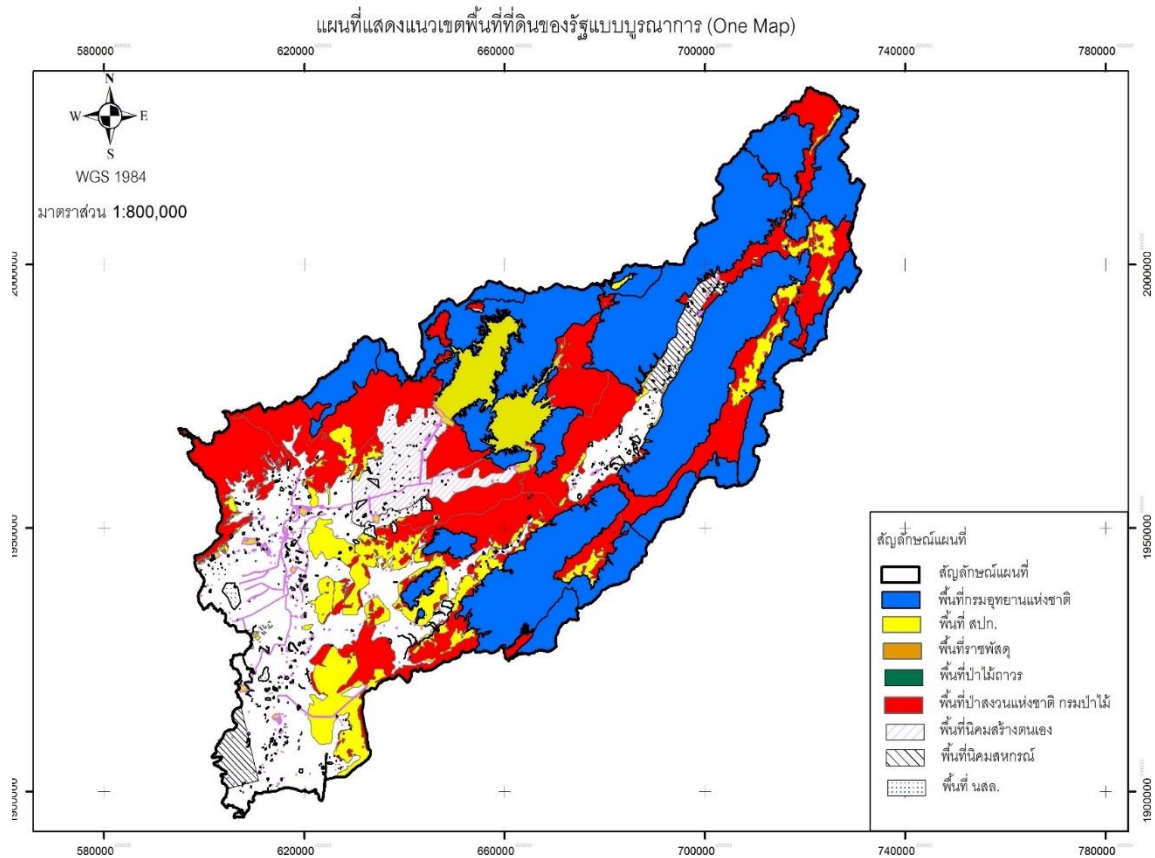 แผนที่แสดงแนวเขตพื้นที่ที่ดินของรัฐแบบบูรณาการ (One Map)
580000 620000 660000 700000 740000 780000
N
W E
S
WGS 1984
มาตราส่วน 1:800,000
2000000 2000000
1950000 1950000
1900000 1900000
สัญลักษณ์แผนที่
สัญลักษณ์แผนที่
พื้นที่กรมอุทยานแห่งชาติ
พื้นที่ สปก.
พื้นที่ราชพัสดุ
พื้นที่ป่าไม้ถาวร
พื้นที่ป่าสงวนแห่งชาติ กรมป่าไม้
พื้นที่นิคมสร้างตนเอง
พื้นที่นิคมสหกรณ์
พื้นที่ นสล.
580000 620000 660000 700000 740000 780000